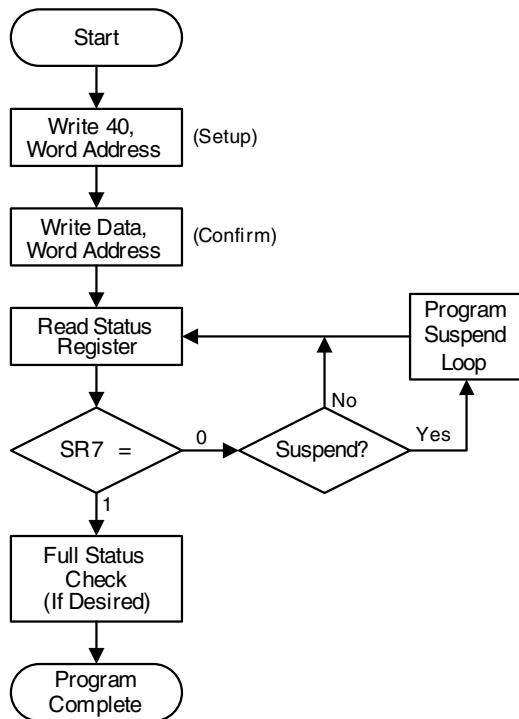 Start
Write 40,
Word Address
(Setup)
Write Data,
Word Address
(Confirm)
Read Status
Register
Program
Suspend
Loop
No
SR7 =
0
Suspend?
Yes
1
Full Status
Check
(If Desired)
Program
Complete